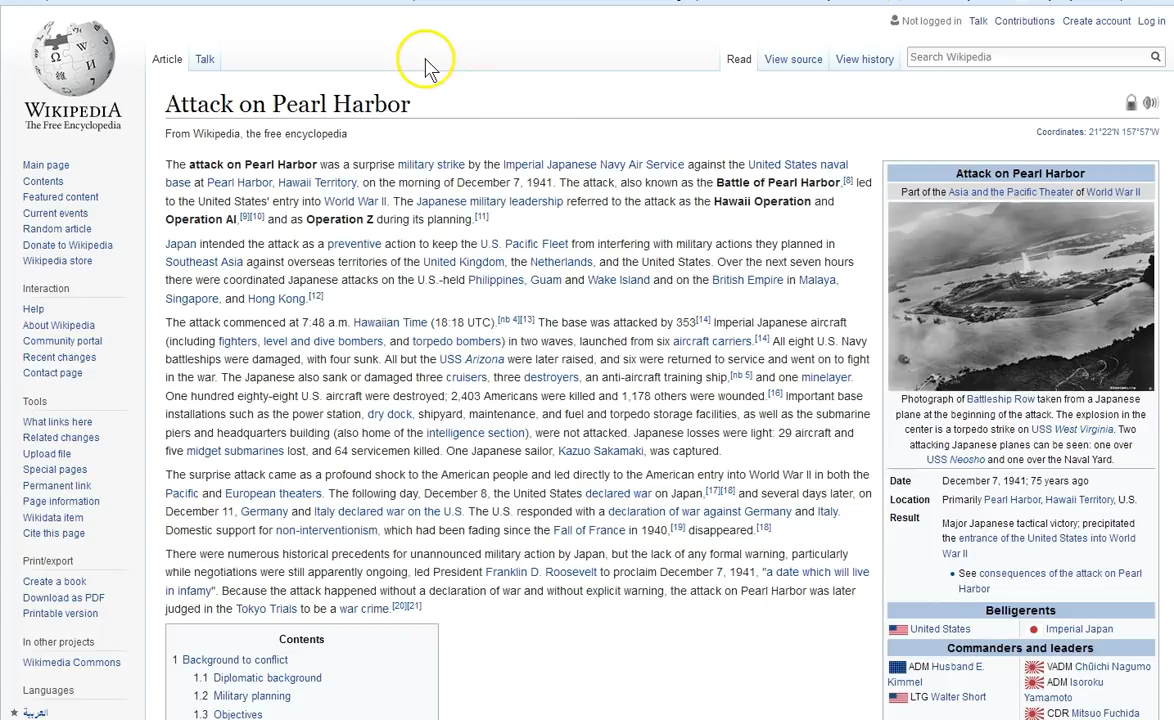 Not logged in Talk Contributions Create account Log in
Article Talk Read View source View history Search Wikipedia
WIKIPEDIA
The Free Encyclopedia
Main page
Contents
Featured content
Current events
Random article
Donate to Wikipedia
Wikipedia store
Interaction
Help
About Wikipedia
Community portal
Recent changes
Contact page
Tools
What links here
Related changes
Upload file
Special pages
Permanent link
Page information
Wikidata item
Cite this page
Print/export
Create a book
Download as PDF
Printable version
In other projects
Wikimedia Commons
Languages
العربية
Attack on Pearl Harbor
From Wikipedia, the free encyclopedia
Coordinates: 21°22′N 157°57′W
The attack on Pearl Harbor was a surprise military strike by the Imperial Japanese Navy Air Service against the United States naval
base at Pearl Harbor, Hawaii Territory, on the morning of December 7, 1941. The attack, also known as the Battle of Pearl Harbor,[8] led
to the United States' entry into World War II. The Japanese military leadership referred to the attack as the Hawaii Operation and
Operation AI,[9][10] and as Operation Z during its planning.[11]
Japan intended the attack as a preventive action to keep the U.S. Pacific Fleet from interfering with military actions they planned in
Southeast Asia against overseas territories of the United Kingdom, the Netherlands, and the United States. Over the next seven hours
there were coordinated Japanese attacks on the U.S.-held Philippines, Guam and Wake Island and on the British Empire in Malaya,
Singapore, and Hong Kong.[12]
The attack commenced at 7:48 a.m. Hawaiian Time (18:18 UTC).[nb 4][13] The base was attacked by 353[14] Imperial Japanese aircraft
(including fighters, level and dive bombers, and torpedo bombers) in two waves, launched from six aircraft carriers.[14] All eight U.S. Navy
battleships were damaged, with four sunk. All but the USS Arizona were later raised, and six were returned to service and went on to fight
in the war. The Japanese also sank or damaged three cruisers, three destroyers, an anti-aircraft training ship,[nb 5] and one minelayer.
One hundred eighty-eight U.S. aircraft were destroyed; 2,403 Americans were killed and 1,178 others were wounded.[16] Important base
installations such as the power station, dry dock, shipyard, maintenance, and fuel and torpedo storage facilities, as well as the submarine
piers and headquarters building (also home of the intelligence section), were not attacked. Japanese losses were light: 29 aircraft and
five midget submarines lost, and 64 servicemen killed. One Japanese sailor, Kazuo Sakamaki, was captured.
The surprise attack came as a profound shock to the American people and led directly to the American entry into World War II in both the
Pacific and European theaters. The following day, December 8, the United States declared war on Japan,[17][18] and several days later, on
December 11, Germany and Italy declared war on the U.S. The U.S. responded with a declaration of war against Germany and Italy.
Domestic support for non-interventionism, which had been fading since the Fall of France in 1940,[19] disappeared.[18]
There were numerous historical precedents for unannounced military action by Japan, but the lack of any formal warning, particularly
while negotiations were still apparently ongoing, led President Franklin D. Roosevelt to proclaim December 7, 1941, "a date which will live
in infamy". Because the attack happened without a declaration of war and without explicit warning, the attack on Pearl Harbor was later
judged in the Tokyo Trials to be a war crime.[20][21]
Contents
1 Background to conflict
1.1 Diplomatic background
1.2 Military planning
1.3 Objectives
Attack on Pearl Harbor
Part of the Asia and the Pacific Theater of World War II
Photograph of Battleship Row taken from a Japanese
plane at the beginning of the attack. The explosion in the
center is a torpedo strike on USS West Virginia. Two
attacking Japanese planes can be seen: one over
USS Neosho and one over the Naval Yard.
Date December 7, 1941; 75 years ago
Location Primarily Pearl Harbor, Hawaii Territory, U.S.
Result Major Japanese tactical victory; precipitated
the entrance of the United States into World
War II
• See consequences of the attack on Pearl
Harbor
Belligerents
United States Imperial Japan
Commanders and leaders
ADM Husband E.
Kimmel
LTG Walter Short
VADM Chūichi Nagumo
ADM Isoroku
Yamamoto
CDR Mitsuo Fuchida